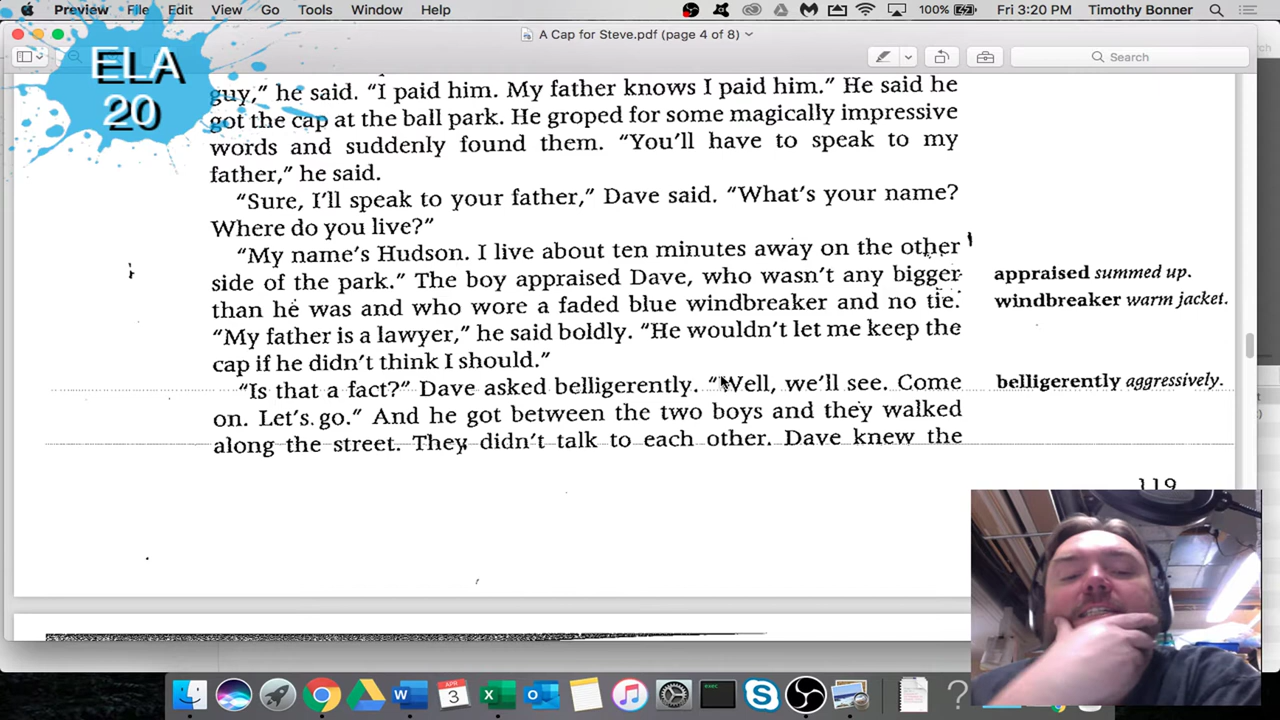 Preview File Edit View Go Tools Window Help 100% Fri 3:20 PM Timothy Bonner
A Cap for Steve.pdf (page 4 of 8)
Search
ELA
20
guy,” he said. “I paid him. My father knows I paid him.” He said he
got the cap at the ball park. He groped for some magically impressive
words and suddenly found them. “You’ll have to speak to my
father,” he said.
“Sure, I’ll speak to your father,” Dave said. “What’s your name?
Where do you live?”
“My name’s Hudson. I live about ten minutes away on the other
side of the park.” The boy appraised Dave, who wasn’t any bigger
than he was and who wore a faded blue windbreaker and no tie.
“My father is a lawyer,” he said boldly. “He wouldn’t let me keep the
cap if he didn’t think I should.”
“Is that a fact?” Dave asked belligerently. “Well, we’ll see. Come
on. Let’s go.” And he got between the two boys and they walked
along the street. They didn’t talk to each other. Dave knew the
appraised summed up.
windbreaker warm jacket.
belligerently aggressively.
119
APR
3